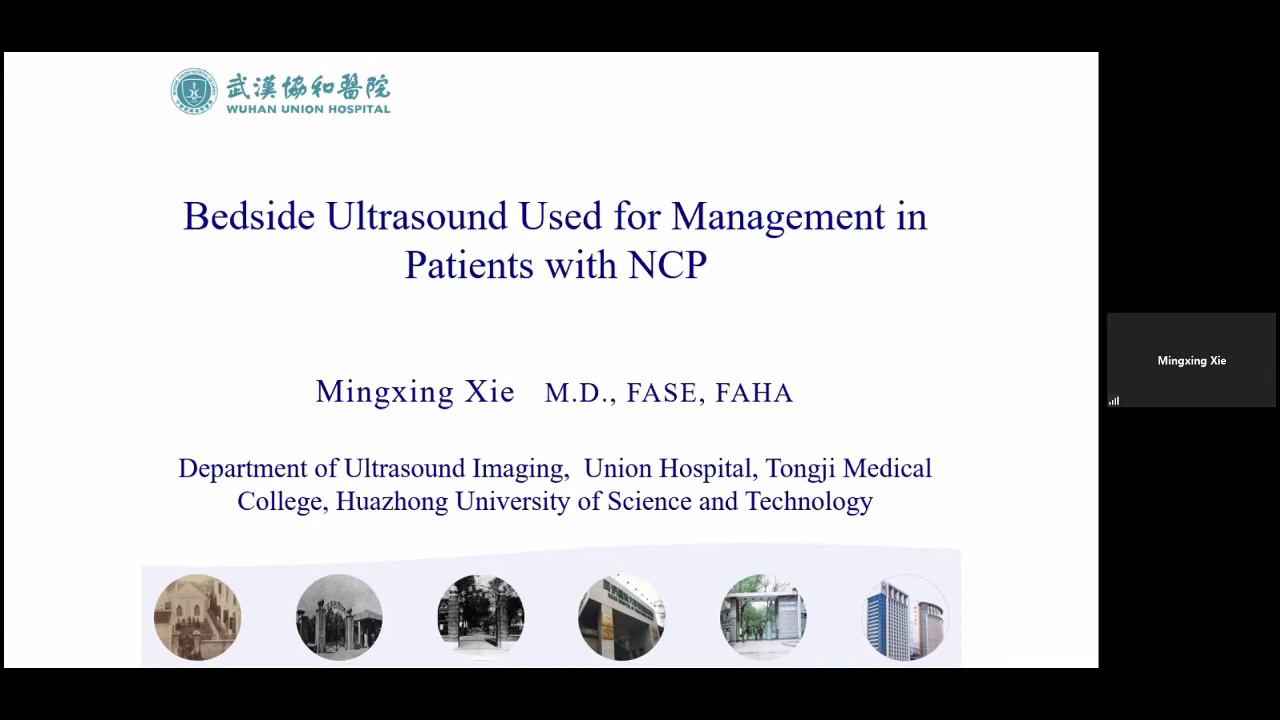 武漢協和醫院
WUHAN UNION HOSPITAL
Bedside Ultrasound Used for Management in
Patients with NCP
Mingxing Xie M.D., FASE, FAHA
Department of Ultrasound Imaging, Union Hospital, Tongji Medical
College, Huazhong University of Science and Technology
Mingxing Xie